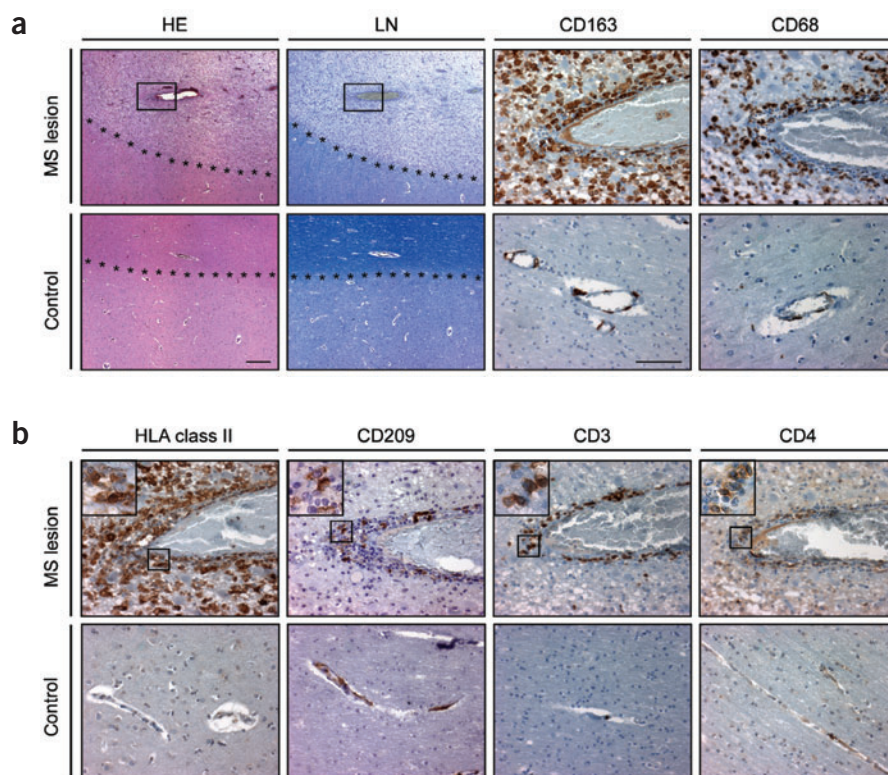 a
HE LN CD163 CD68
MS lesion
Control
b
HLA class II CD209 CD3 CD4
MS lesion
Control